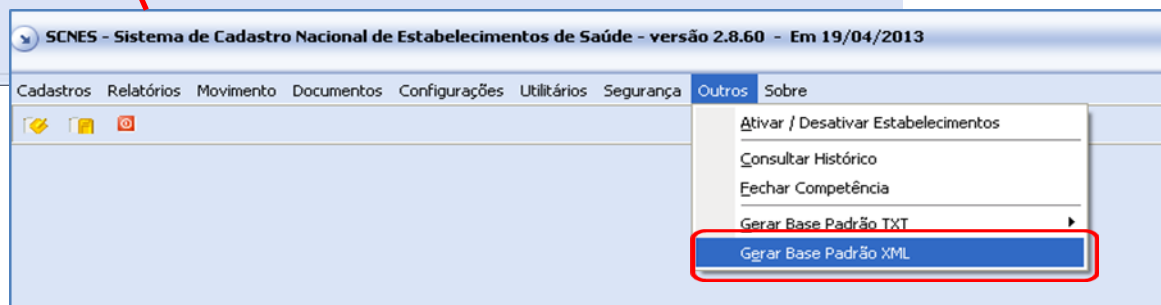 SCNES - Sistema de Cadastro Nacional de Estabelecimentos de Saúde - versão 2.8.60 - Em 19/04/2013
Cadastros Relatórios Movimento Documentos Configurações Utilitários Segurança Outros Sobre
Ativar / Desativar Estabelecimentos
Consultar Histórico
Fechar Competência
Gerar Base Padrão TXT
Gerar Base Padrão XML